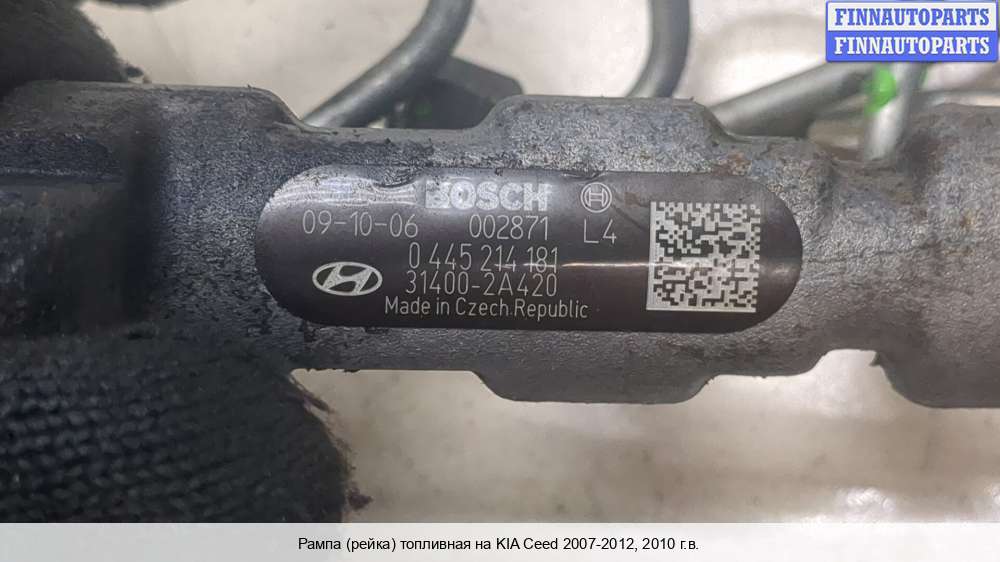 FINNAUTOPARTS
FINNAUTOPARTS
BOSCH
09-10-06 002871 L4
0 445 214 181
31400-2A420
Made in Czech Republic
Рампа (рейка) топливная на KIA Ceed 2007-2012, 2010 г.в.